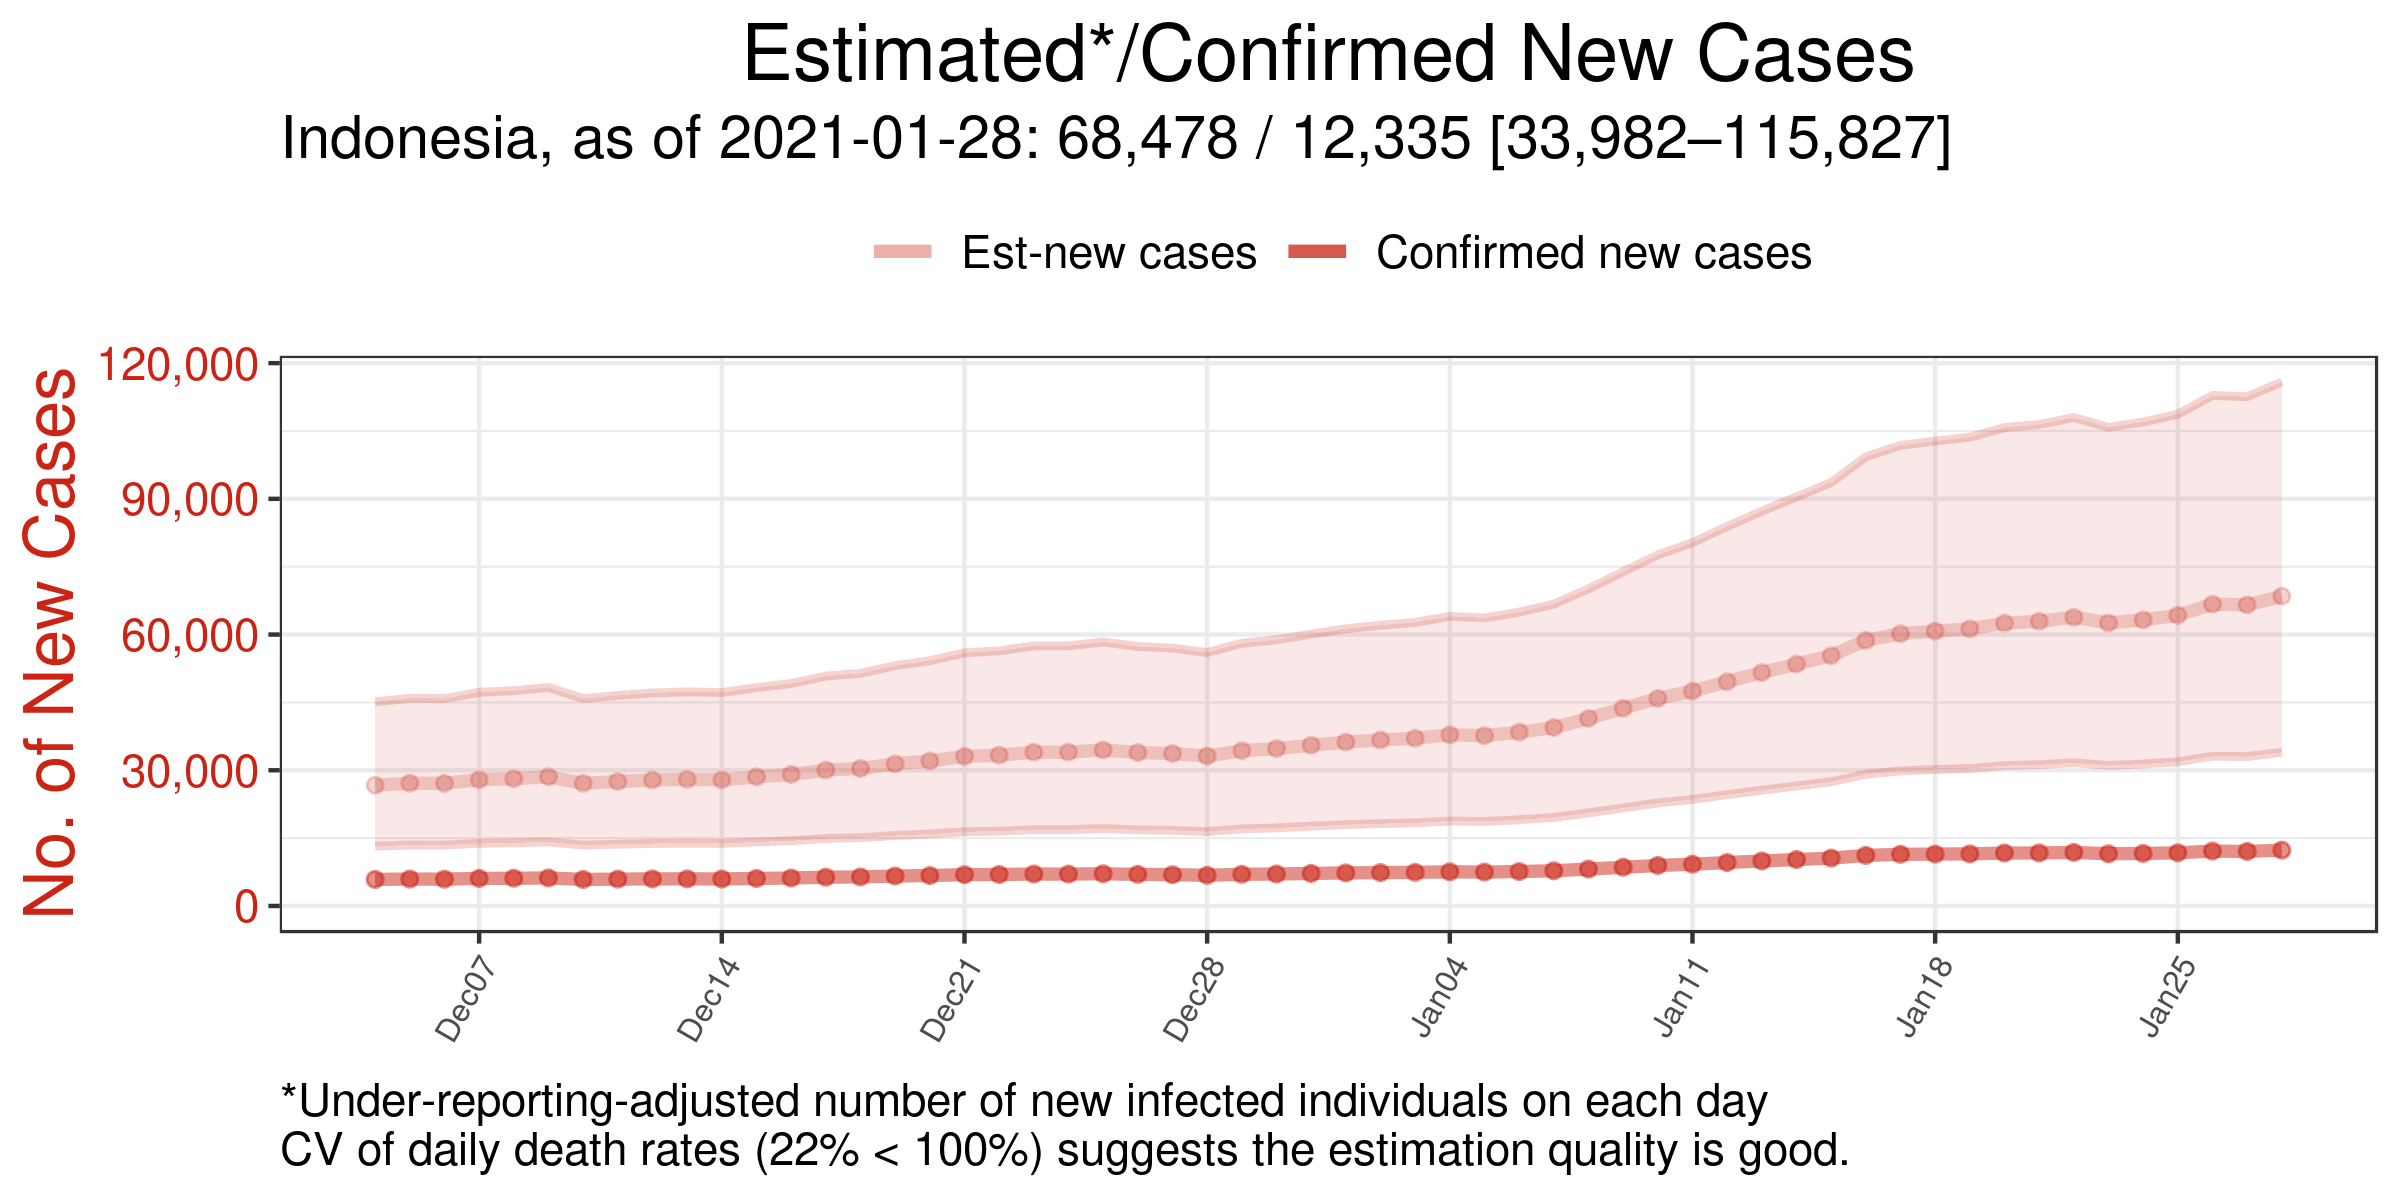 Estimated*/Confirmed New Cases
Indonesia, as of 2021-01-28: 68,478 / 12,335 [33,982–115,827]
Est-new cases
Confirmed new cases
No. of New Cases
120,000
90,000
60,000
30,000
0
Dec07
Dec14
Dec21
Dec28
Jan04
Jan11
Jan18
Jan25
*Under-reporting-adjusted number of new infected individuals on each day
CV of daily death rates (22% < 100%) suggests the estimation quality is good.